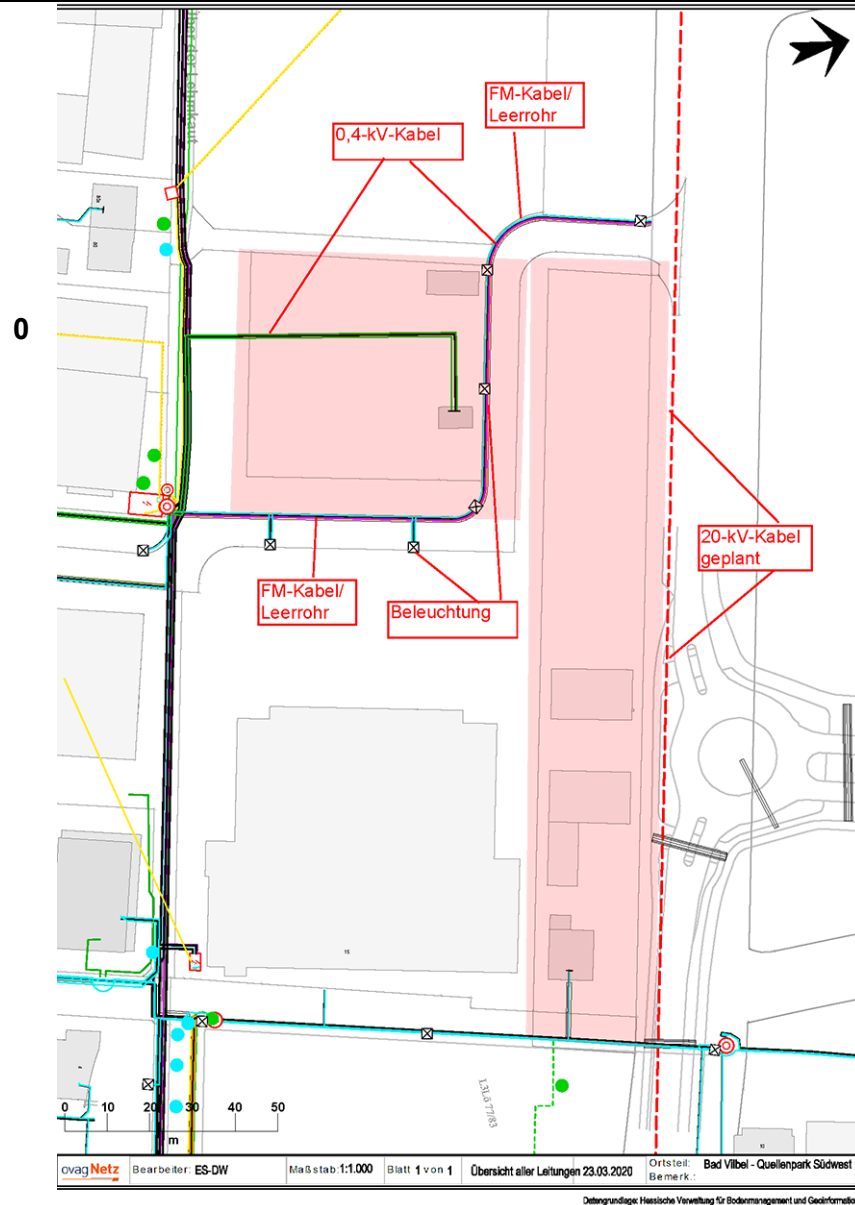 FM-Kabel/
Leerrohr
0,4-kV-Kabel
0
20-kV-Kabel
geplant
FM-Kabel/
Leerrohr
Beleuchtung
0 10 20 30 40 50
m
ovag Netz Bearbeiter: ES-DW Maßstab:1:1.000 Blatt 1 von 1 Übersicht aller Leitungen 23.03.2020 Ortsteil: Bad Vilbel - Quellenpark Südwest
Bemerk.:
Datengrundlage: Hessische Verwaltung für Bodenmanagement und Geoinformation